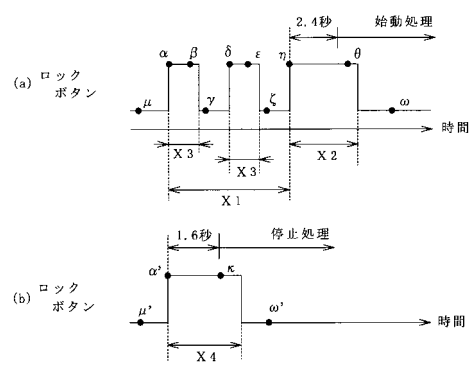 2.4秒 始動処理
α β δ ε η θ
(a) ロック
ボタン
μ γ ζ ω
時間
X3 X3 X2
X1
1.6秒 停止処理
α' κ
(b) ロック
ボタン
μ' ω'
時間
X4